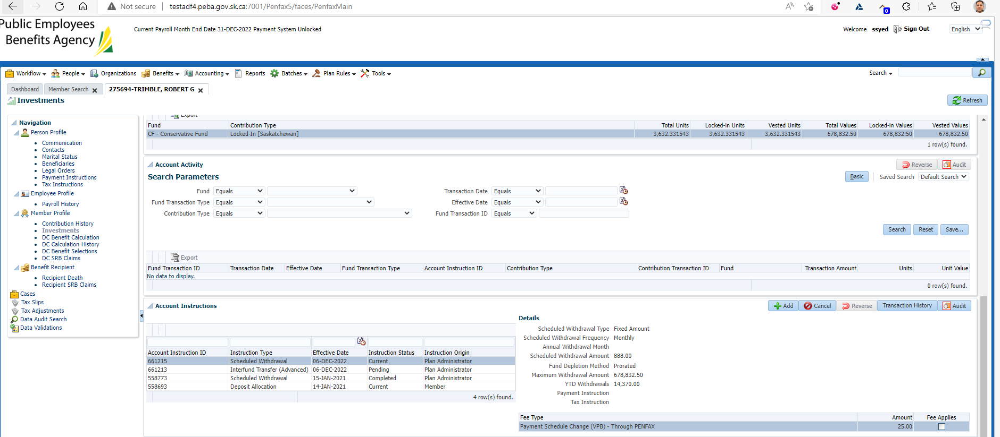 Not secure testadf4.peba.gov.sk.ca:7001/Penfax5/faces/PenfaxMain
0
Public Employees
Benefits Agency
Current Payroll Month End Date 31-DEC-2022 Payment System Unlocked
Welcome ssyed Sign Out English
Workflow People Organizations Benefits Accounting Reports Batches Plan Rules Tools Search
Dashboard Member Search 275694-TRIMBLE, ROBERT G
Investments
Refresh
Navigation
Person Profile
Communication
Contacts
Marital Status
Beneficiaries
Legal Orders
Payment Instructions
Tax Instructions
Employee Profile
Payroll History
Member Profile
Contribution History
Investments
DC Benefit Calculation
DC Calculation History
DC Benefit Selections
DC SRB Claims
Benefit Recipient
Recipient Death
Recipient SRB Claims
Cases
Tax Slips
Tax Adjustments
Data Audit Search
Data Validations
Export
Fund Contribution Type Total Units Locked-in Units Vested Units Total Values Locked-in Values Vested Values
CF - Conservative Fund Locked-In [Saskatchewan] 3,632.331543 3,632.331543 3,632.331543 678,832.50 678,832.50 678,832.50
1 row(s) found.
Account Activity
Reverse Audit
Search Parameters
Basic Saved Search Default Search
Fund Equals Transaction Date Equals
Fund Transaction Type Equals Effective Date Equals
Contribution Type Equals Fund Transaction ID Equals
Search Reset Save...
Export
Fund Transaction ID Transaction Date Effective Date Fund Transaction Type Account Instruction ID Contribution Type Contribution Transaction ID Fund Transaction Amount Units Unit Value
No data to display.
0 row(s) found.
Account Instructions
Add Cancel Reverse Transaction History Audit
Account Instruction ID Instruction Type Effective Date Instruction Status Instruction Origin
661215 Scheduled Withdrawal 06-DEC-2022 Current Plan Administrator
661213 Interfund Transfer (Advanced) 06-DEC-2022 Pending Plan Administrator
558773 Scheduled Withdrawal 15-JAN-2021 Completed Plan Administrator
558693 Deposit Allocation 14-JAN-2021 Current Member
4 row(s) found.
Details
Scheduled Withdrawal Type Fixed Amount
Scheduled Withdrawal Frequency Monthly
Annual Withdrawal Month
Scheduled Withdrawal Amount 888.00
Fund Depletion Method Prorated
Maximum Withdrawal Amount 678,832.50
YTD Withdrawals 14,370.00
Payment Instruction
Tax Instruction
Fee Type Amount Fee Applies
Payment Schedule Change (VPB) - Through PENFAX 25.00